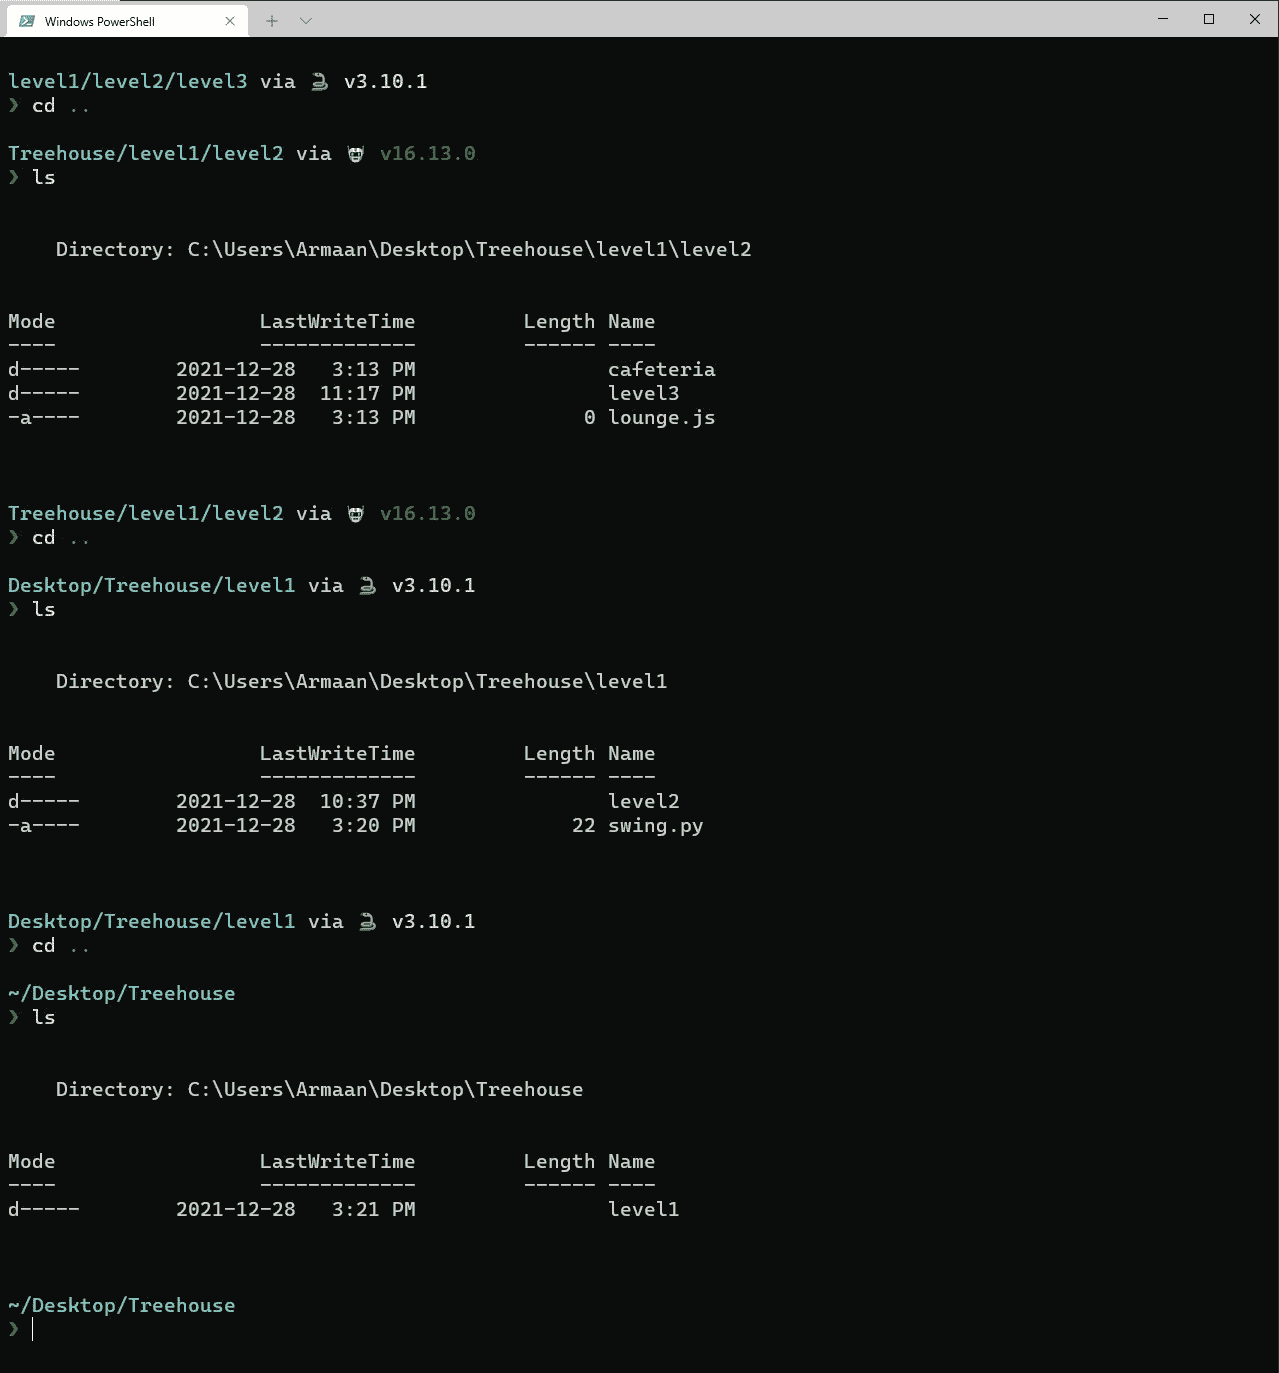 Windows PowerShell
level1/level2/level3 via 🐍 v3.10.1
❯ cd ..
Treehouse/level1/level2 via v16.13.0
❯ ls
Directory: C:\Users\Armaan\Desktop\Treehouse\level1\level2
Mode LastWriteTime Length Name
---- ------------- ------ ----
d----- 2021-12-28 3:13 PM cafeteria
d----- 2021-12-28 11:17 PM level3
-a---- 2021-12-28 3:13 PM 0 lounge.js
Treehouse/level1/level2 via v16.13.0
❯ cd ..
Desktop/Treehouse/level1 via 🐍 v3.10.1
❯ ls
Directory: C:\Users\Armaan\Desktop\Treehouse\level1
Mode LastWriteTime Length Name
---- ------------- ------ ----
d----- 2021-12-28 10:37 PM level2
-a---- 2021-12-28 3:20 PM 22 swing.py
Desktop/Treehouse/level1 via 🐍 v3.10.1
❯ cd ..
~/Desktop/Treehouse
❯ ls
Directory: C:\Users\Armaan\Desktop\Treehouse
Mode LastWriteTime Length Name
---- ------------- ------ ----
d----- 2021-12-28 3:21 PM level1
~/Desktop/Treehouse
❯